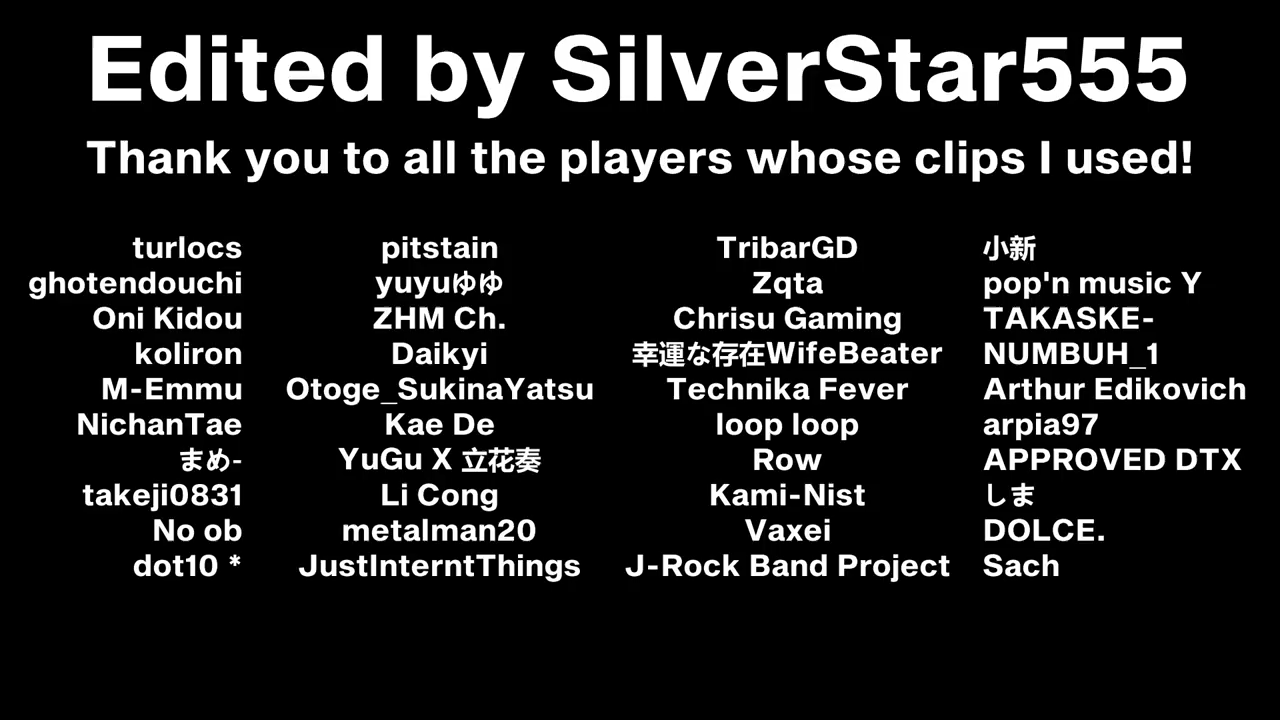 Edited by SilverStar555
Thank you to all the players whose clips I used!
turlocs
ghotendouchi
Oni Kidou
koliron
M-Emmu
NichanTae
まめ-
takeji0831
No ob
dot10 *
pitstain
yuyuゆゆ
ZHM Ch.
Daikyi
Otoge_SukinaYatsu
Kae De
YuGu X 立花奏
Li Cong
metalman20
JustInterntThings
TribarGD
Zqta
Chrisu Gaming
幸運な存在WifeBeater
Technika Fever
loop loop
Row
Kami-Nist
Vaxei
J-Rock Band Project
小新
pop'n music Y
TAKASKE-
NUMBUH_1
Arthur Edikovich
arpia97
APPROVED DTX
しま
DOLCE.
Sach